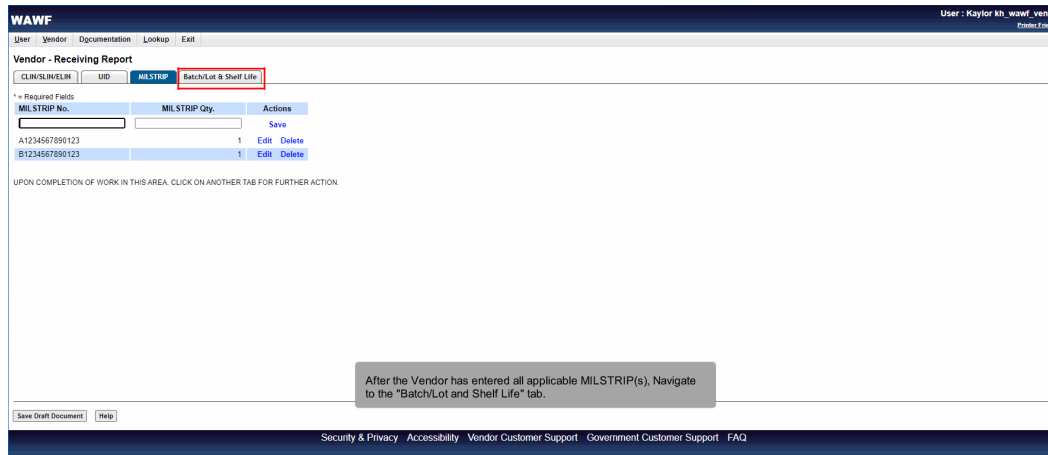 WAWF
User : Kaylor kh_wawf_ven
Printer Frie
User Vendor Documentation Lookup Exit
Vendor - Receiving Report
CLIN/SLIN/ELIN UID MILSTRIP Batch/Lot & Shelf Life
* = Required Fields
MILSTRIP No. MILSTRIP Qty. Actions
Save
A1234567890123 1 Edit Delete
B1234567890123 1 Edit Delete
UPON COMPLETION OF WORK IN THIS AREA, CLICK ON ANOTHER TAB FOR FURTHER ACTION.
After the Vendor has entered all applicable MILSTRIP(s), Navigate
to the "Batch/Lot and Shelf Life" tab.
Save Draft Document Help
Security & Privacy Accessibility Vendor Customer Support Government Customer Support FAQ